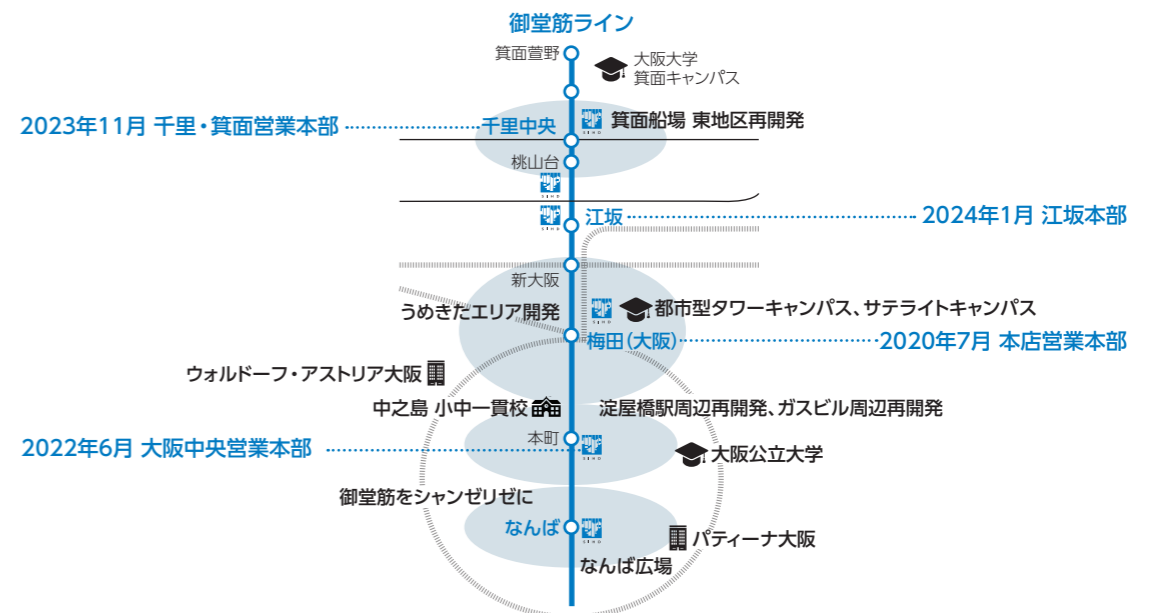 御堂筋ライン
箕面萱野
大阪大学
箕面キャンパス
箕面船場 東地区再開発
2023年11月 千里・箕面営業本部
千里中央
桃山台
江坂
2024年1月 江坂本部
新大阪
うめきたエリア開発
都市型タワーキャンパス、サテライトキャンパス
梅田(大阪)
2020年7月 本店営業本部
ウォルドーフ・アストリア大阪
中之島 小中一貫校
淀屋橋駅周辺再開発、ガスビル周辺再開発
本町
2022年6月 大阪中央営業本部
大阪公立大学
御堂筋をシャンゼリゼに
なんば
パティーナ大阪
なんば広場